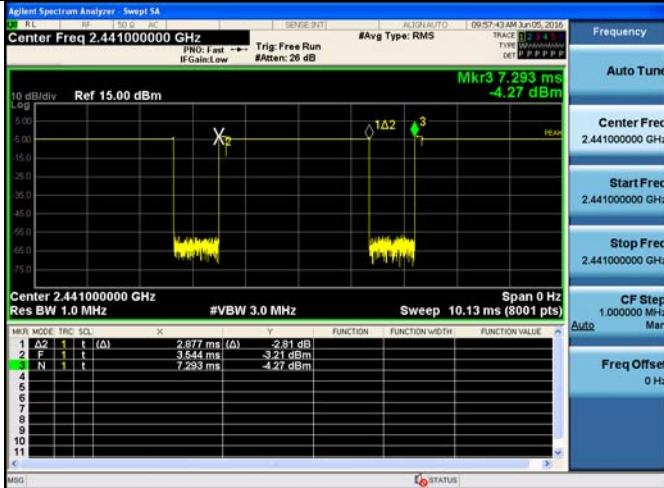 Agilent Spectrum Analyzer - Swept SA
RL RF 50 Ω AC SENSE:INT ALIGN AUTO 09:57:43 AM Jun 05, 2016
Center Freq 2.441000000 GHz
PNO: Fast
IFGain:Low
Trig: Free Run
#Atten: 26 dB
#Avg Type: RMS
TRACE 1 2 3 4 5 6
TYPE
DET P P P P P P
Mkr3 7.293 ms
-4.27 dBm
10 dB/div Ref 15.00 dBm
Log
5.00
-5.00
-15.0
-25.0
-35.0
-45.0
-55.0
-65.0
-75.0
2
1Δ2
3
PEAK
Center 2.441000000 GHz
Span 0 Hz
Res BW 1.0 MHz
#VBW 3.0 MHz
Sweep 10.13 ms (8001 pts)
MKR MODE TRC SCL X Y FUNCTION FUNCTION WIDTH FUNCTION VALUE
1 Δ2 1 t (Δ) 2.877 ms (Δ) -2.81 dB
2 F 1 t 3.544 ms -3.21 dBm
3 N 1 t 7.293 ms -4.27 dBm
4
5
6
7
8
9
10
11
MSG
STATUS
Frequency
Auto Tune
Center Freq
2.441000000 GHz
Start Freq
2.441000000 GHz
Stop Freq
2.441000000 GHz
CF Step
1.000000 MHz
Auto Man
Freq Offset
0 Hz